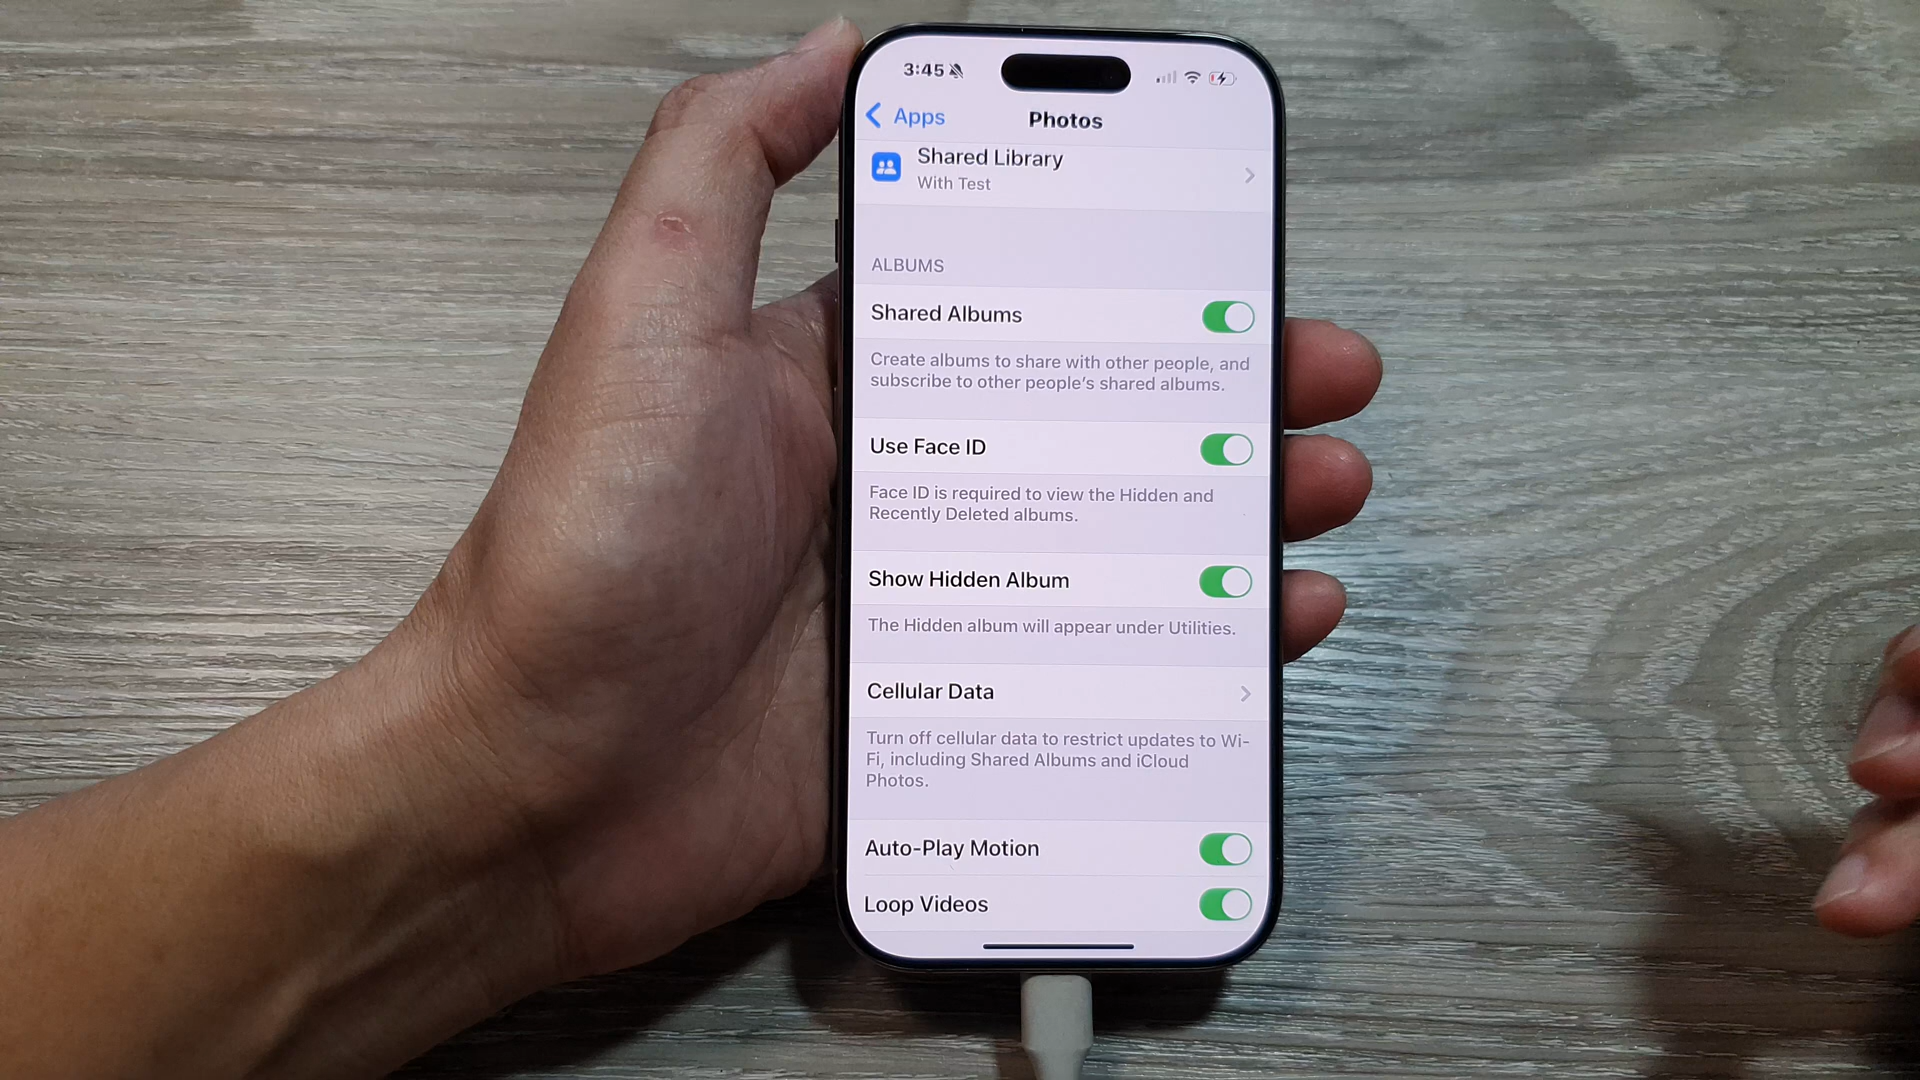 3:45
Apps
Photos
Shared Library
With Test
ALBUMS
Shared Albums
Create albums to share with other people, and
subscribe to other people's shared albums.
Use Face ID
Face ID is required to view the Hidden and
Recently Deleted albums.
Show Hidden Album
The Hidden album will appear under Utilities.
Cellular Data
Turn off cellular data to restrict updates to Wi-
Fi, including Shared Albums and iCloud
Photos.
Auto-Play Motion
Loop Videos